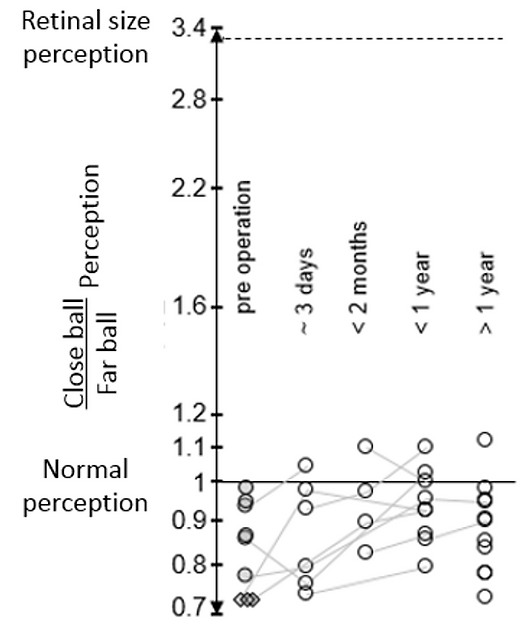 Retinal size
perception
3.4
2.8
2.2
1.6
1.2
1.1
1
0.9
0.8
0.7
Close ball
Far ball
Perception
Normal
perception
pre operation
~ 3 days
< 2 months
< 1 year
> 1 year